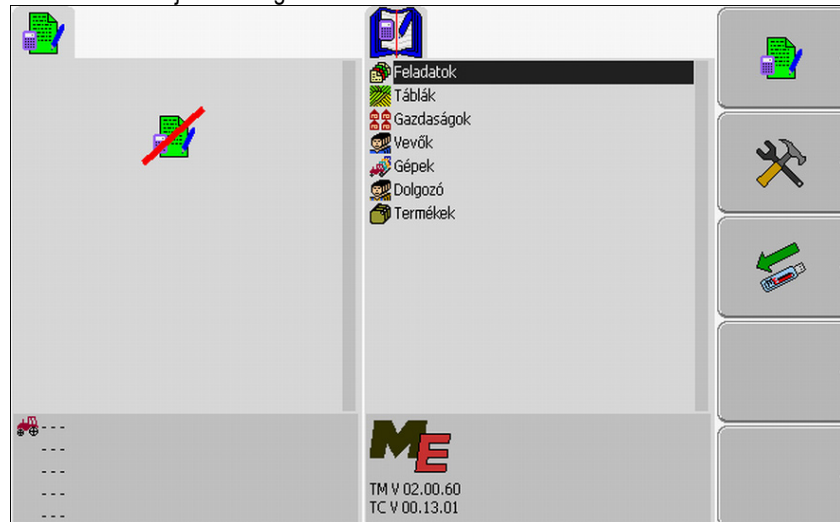 - - -
- - -
- - -
- - -
- - -
Feladatok
Táblák
Gazdaságok
Vevők
Gépek
Dolgozó
Termékek
ME
TM V 02.00.60
TC V 00.13.01